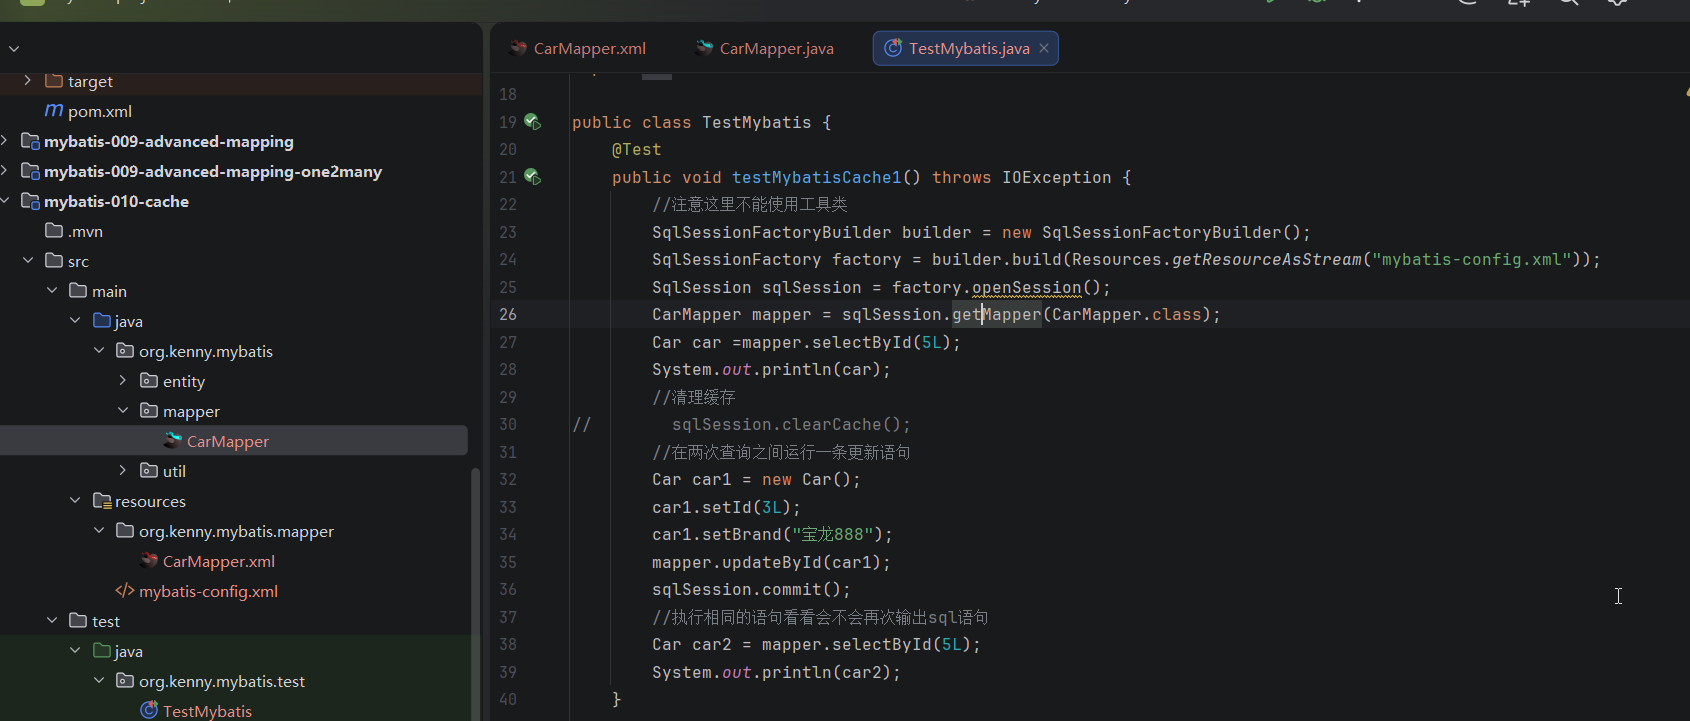 CarMapper.xml
CarMapper.java
TestMybatis.java
target
pom.xml
mybatis-009-advanced-mapping
mybatis-009-advanced-mapping-one2many
mybatis-010-cache
.mvn
src
main
java
org.kenny.mybatis
entity
mapper
CarMapper
util
resources
org.kenny.mybatis.mapper
CarMapper.xml
mybatis-config.xml
test
java
org.kenny.mybatis.test
TestMybatis
18
19 public class TestMybatis {
20 @Test
21 public void testMybatisCache1() throws IOException {
22 //注意这里不能使用工具类
23 SqlSessionFactoryBuilder builder = new SqlSessionFactoryBuilder();
24 SqlSessionFactory factory = builder.build(Resources.getResourceAsStream("mybatis-config.xml"));
25 SqlSession sqlSession = factory.openSession();
26 CarMapper mapper = sqlSession.getMapper(CarMapper.class);
27 Car car =mapper.selectById(5L);
28 System.out.println(car);
29 //清理缓存
30 // sqlSession.clearCache();
31 //在两次查询之间运行一条更新语句
32 Car car1 = new Car();
33 car1.setId(3L);
34 car1.setBrand("宝龙888");
35 mapper.updateById(car1);
36 sqlSession.commit();
37 //执行相同的语句看看会不会再次输出sql语句
38 Car car2 = mapper.selectById(5L);
39 System.out.println(car2);
40 }